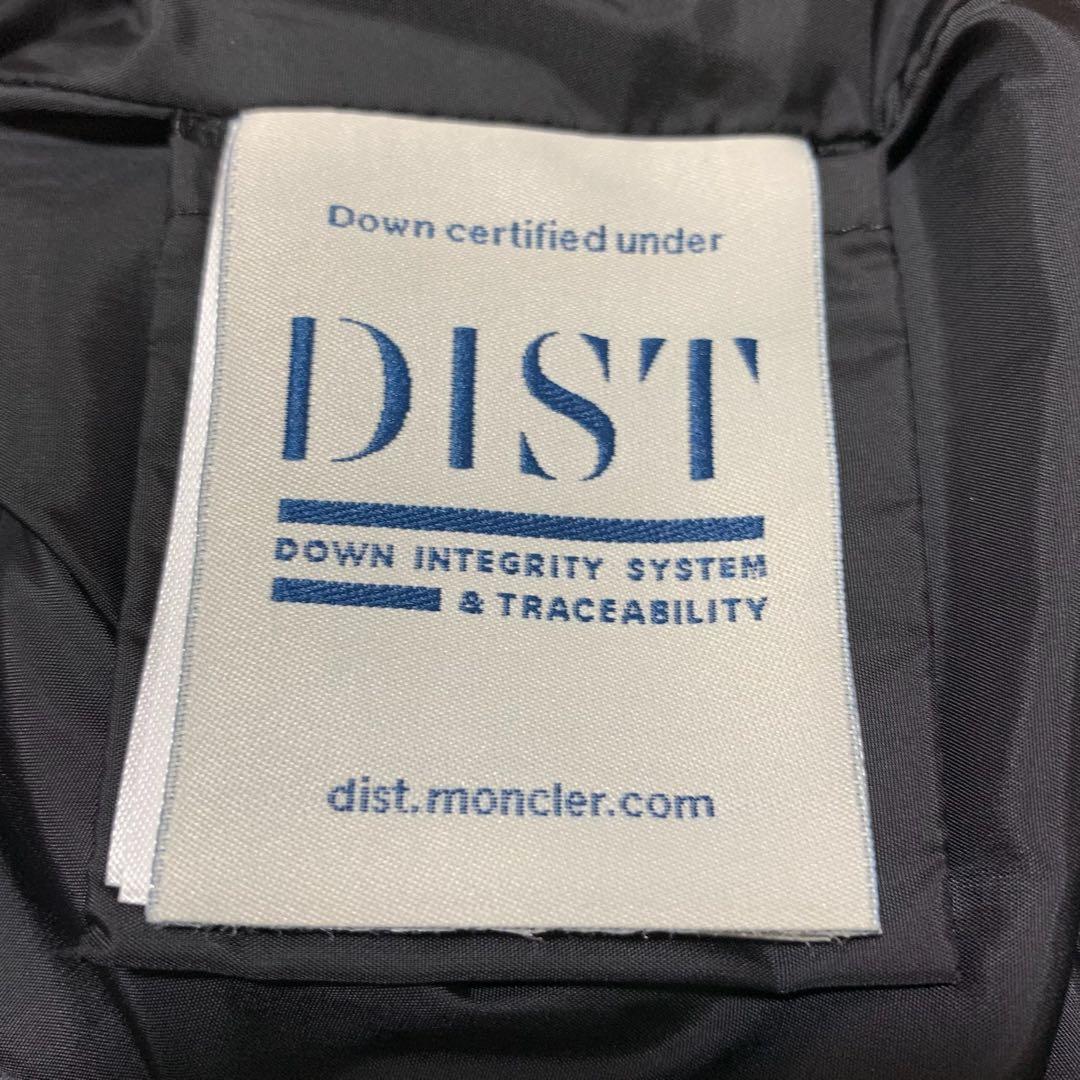 Down certified under
DIST
DOWN INTEGRITY SYSTEM
& TRACEABILITY
dist.moncler.com